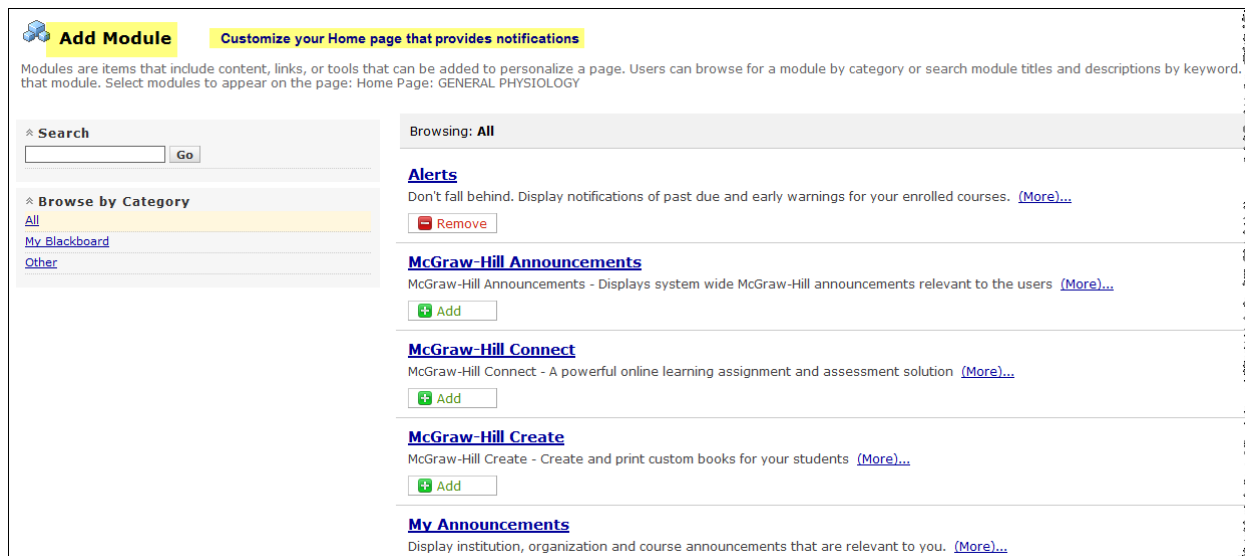 Add Module
Customize your Home page that provides notifications
Modules are items that include content, links, or tools that can be added to personalize a page. Users can browse for a module by category or search module titles and descriptions by keyword.
that module. Select modules to appear on the page: Home Page: GENERAL PHYSIOLOGY
Search
Go
Browse by Category
All
My Blackboard
Other
Browsing: All
Alerts
Don't fall behind. Display notifications of past due and early warnings for your enrolled courses. (More)...
Remove
McGraw-Hill Announcements
McGraw-Hill Announcements - Displays system wide McGraw-Hill announcements relevant to the users (More)...
Add
McGraw-Hill Connect
McGraw-Hill Connect - A powerful online learning assignment and assessment solution (More)...
Add
McGraw-Hill Create
McGraw-Hill Create - Create and print custom books for your students (More)...
Add
My Announcements
Display institution, organization and course announcements that are relevant to you. (More)...